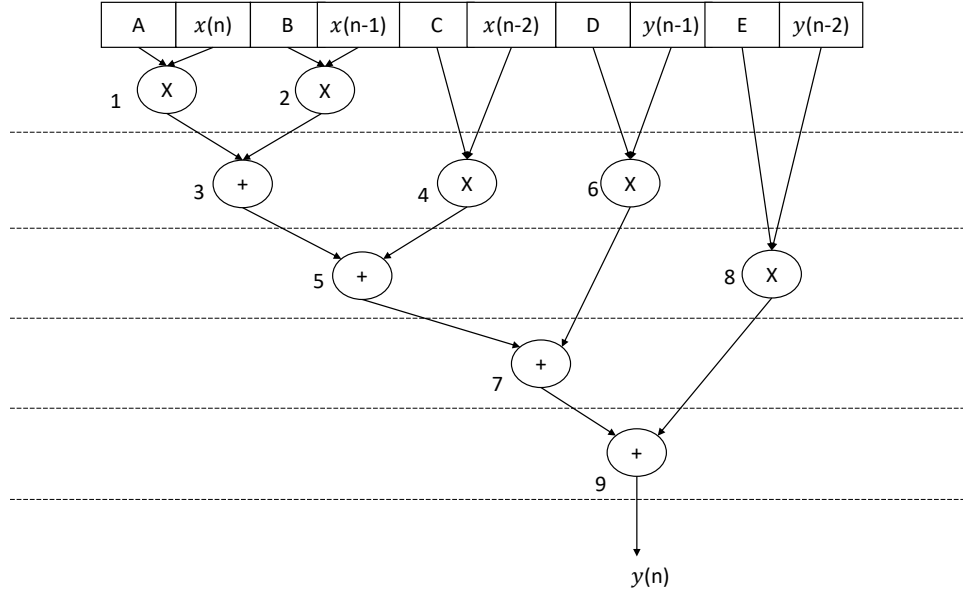 A x(n) B x(n-1) C x(n-2) D y(n-1) E y(n-2)
1 X 2 X
3 + 4 X 6 X
5 + 8 X
7 +
9 +
y(n)